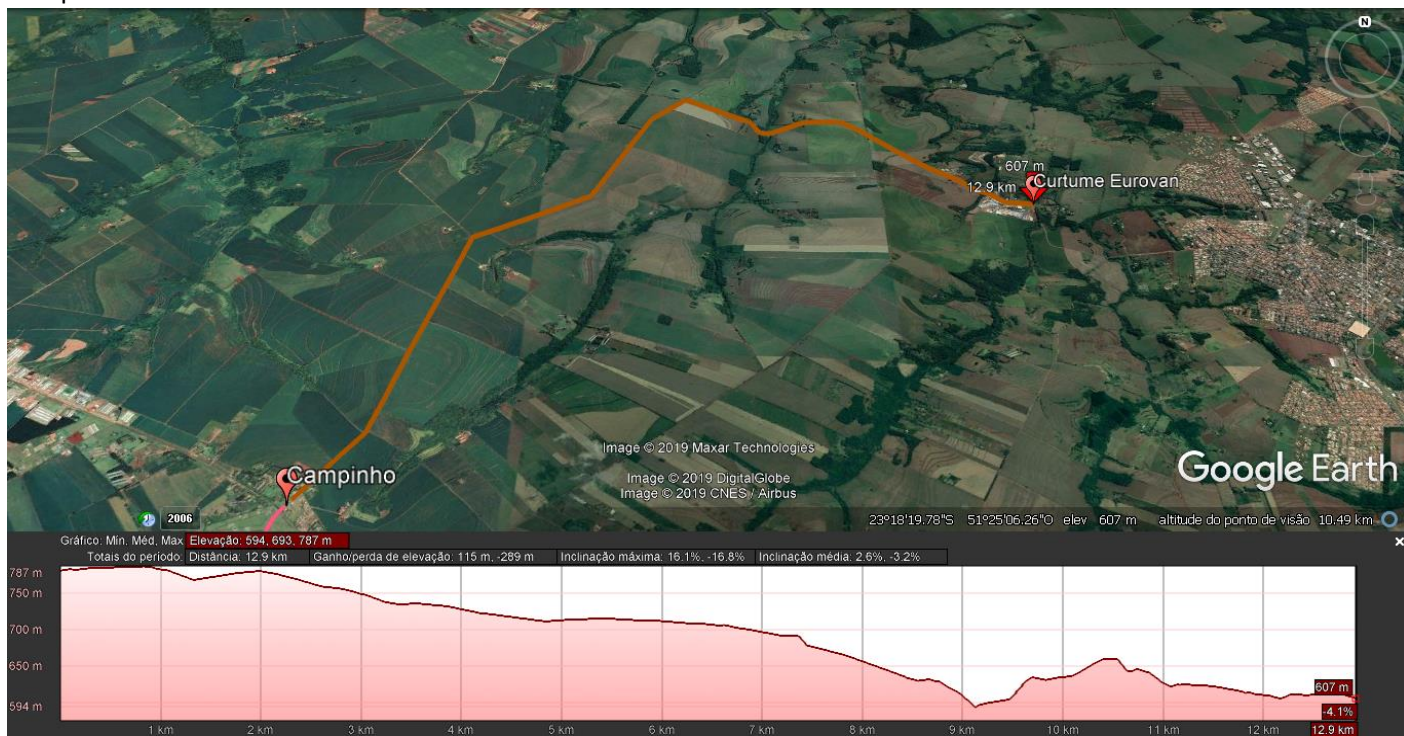 N
607 m
12.9 km
Curtume Eurovan
Campinho
Image © 2019 Maxar Technologies
Image © 2019 DigitalGlobe
Image © 2019 CNES / Airbus
Google Earth
2006
23°18'19.78"S 51°25'06.26"O elev 607 m altitude do ponto de visão 10.49 km
Gráfico: Mín. Méd, Max Elevação: 594, 693, 787 m
Totais do período: Distância: 12.9 km Ganho/perda de elevação: 115 m, -289 m Inclinação máxima: 16.1%, -16.8% Inclinação média: 2.6%, -3.2%
787 m
750 m
700 m
650 m
594 m
607 m
-4.1%
1 km 2 km 3 km 4 km 5 km 6 km 7 km 8 km 9 km 10 km 11 km 12 km 12.9 km